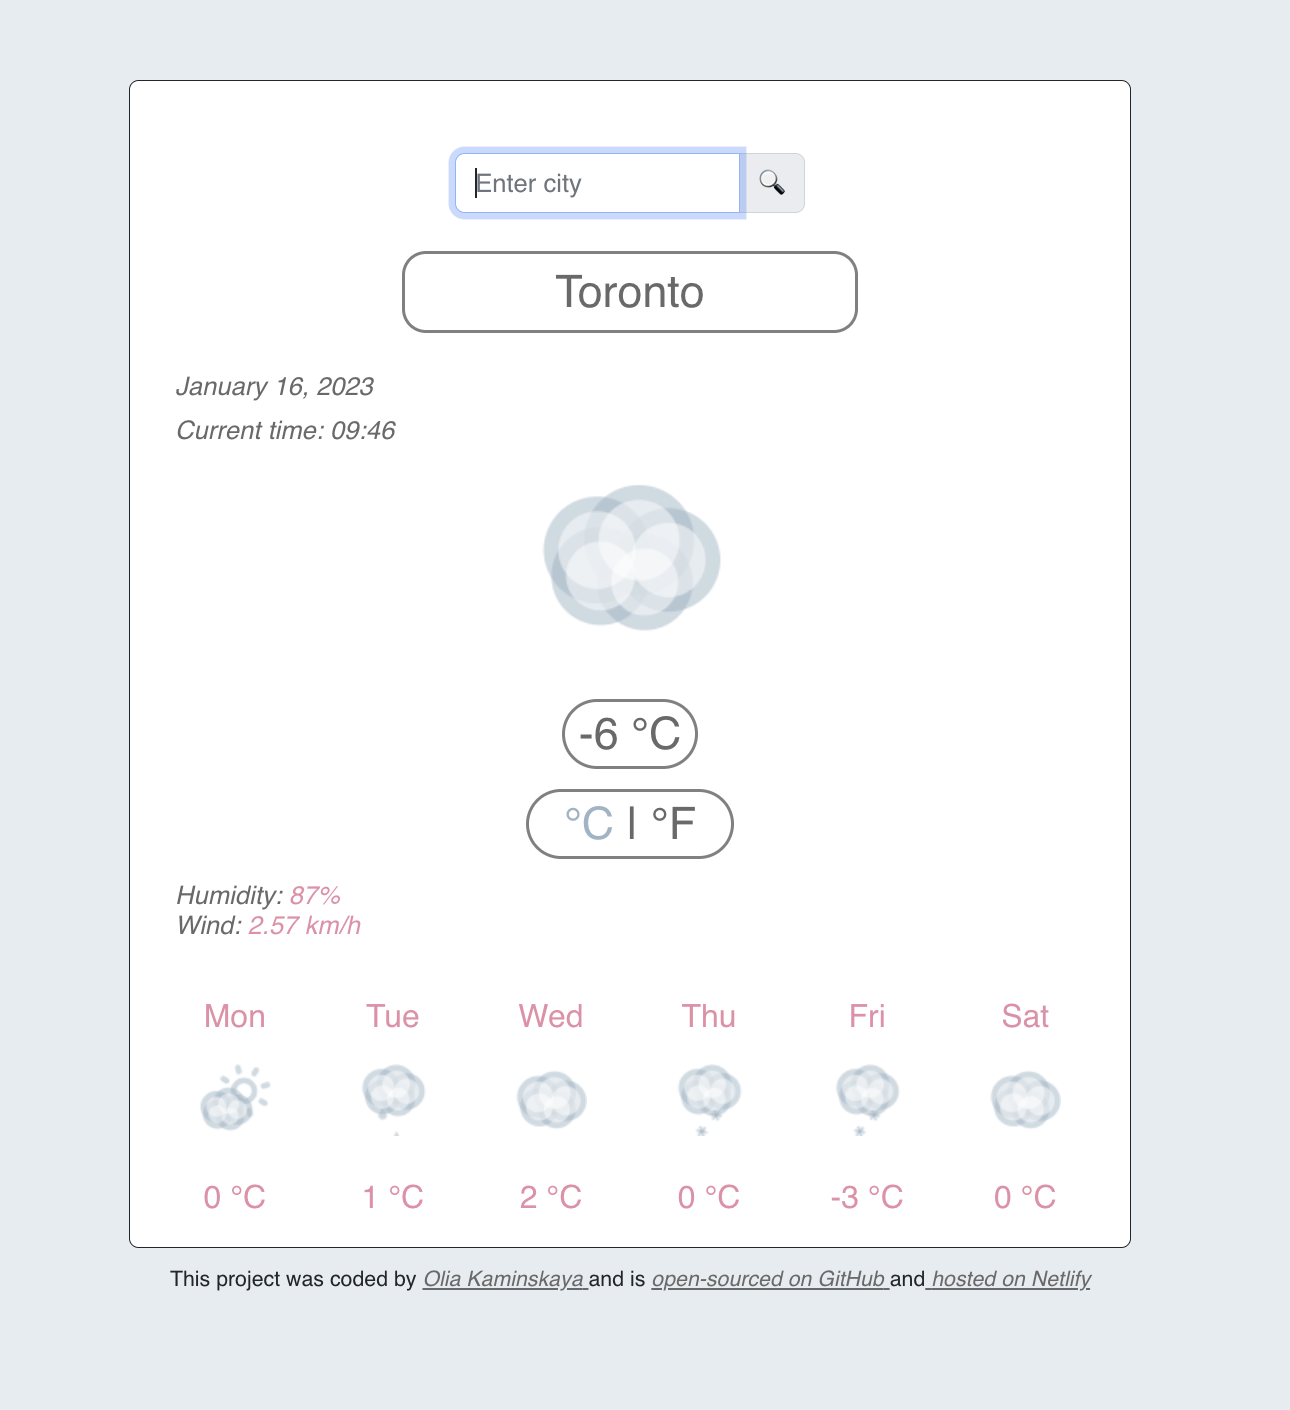 Enter city
Toronto
January 16, 2023
Current time: 09:46
-6 °C
°C | °F
Humidity: 87%
Wind: 2.57 km/h
Mon Tue Wed Thu Fri Sat
0 °C 1 °C 2 °C 0 °C -3 °C 0 °C
This project was coded by Olia Kaminskaya and is open-sourced on GitHub and hosted on Netlify